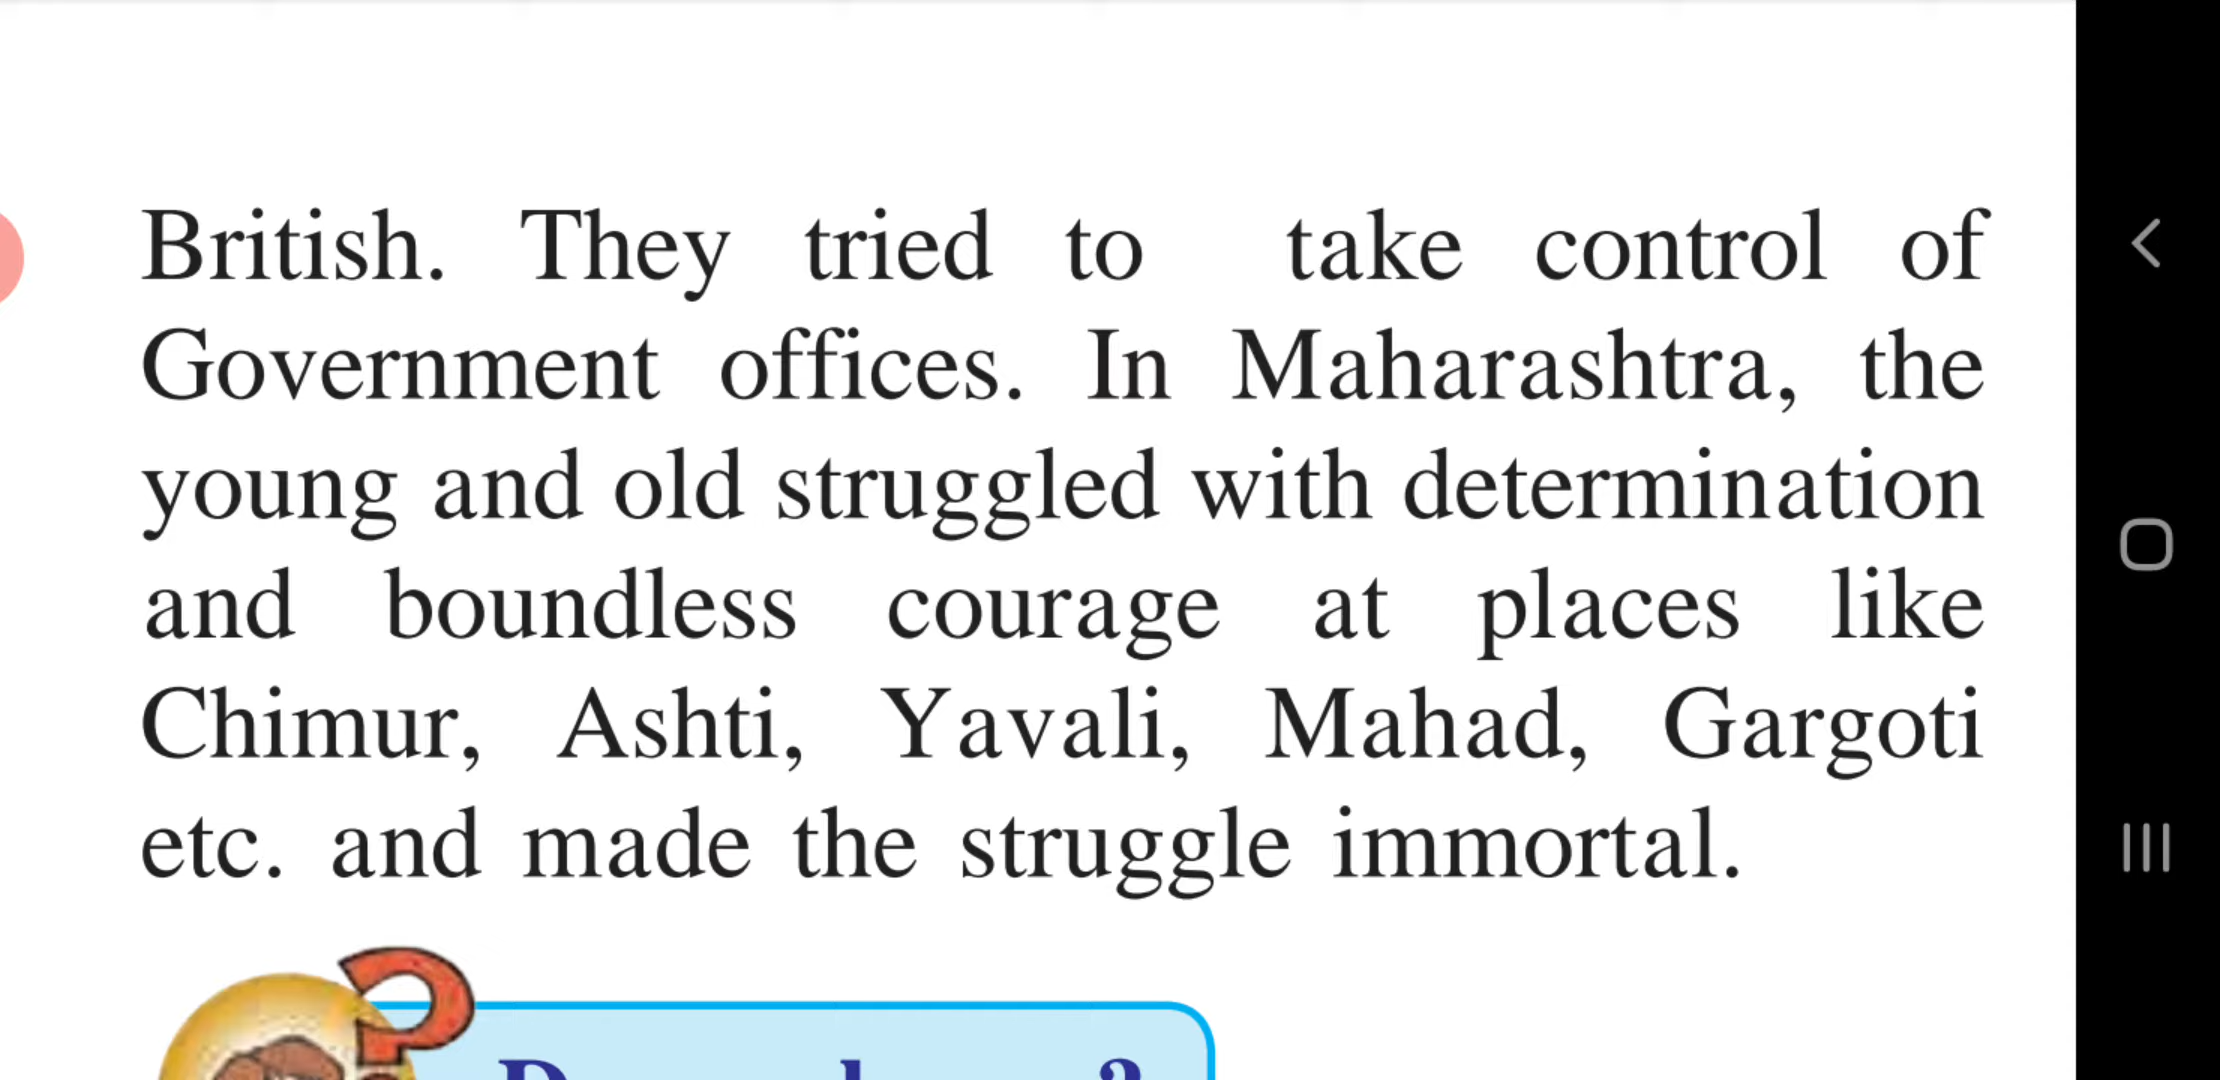 British. They tried to take control of
Government offices. In Maharashtra, the
young and old struggled with determination
and boundless courage at places like
Chimur, Ashti, Yavali, Mahad, Gargoti
etc. and made the struggle immortal.